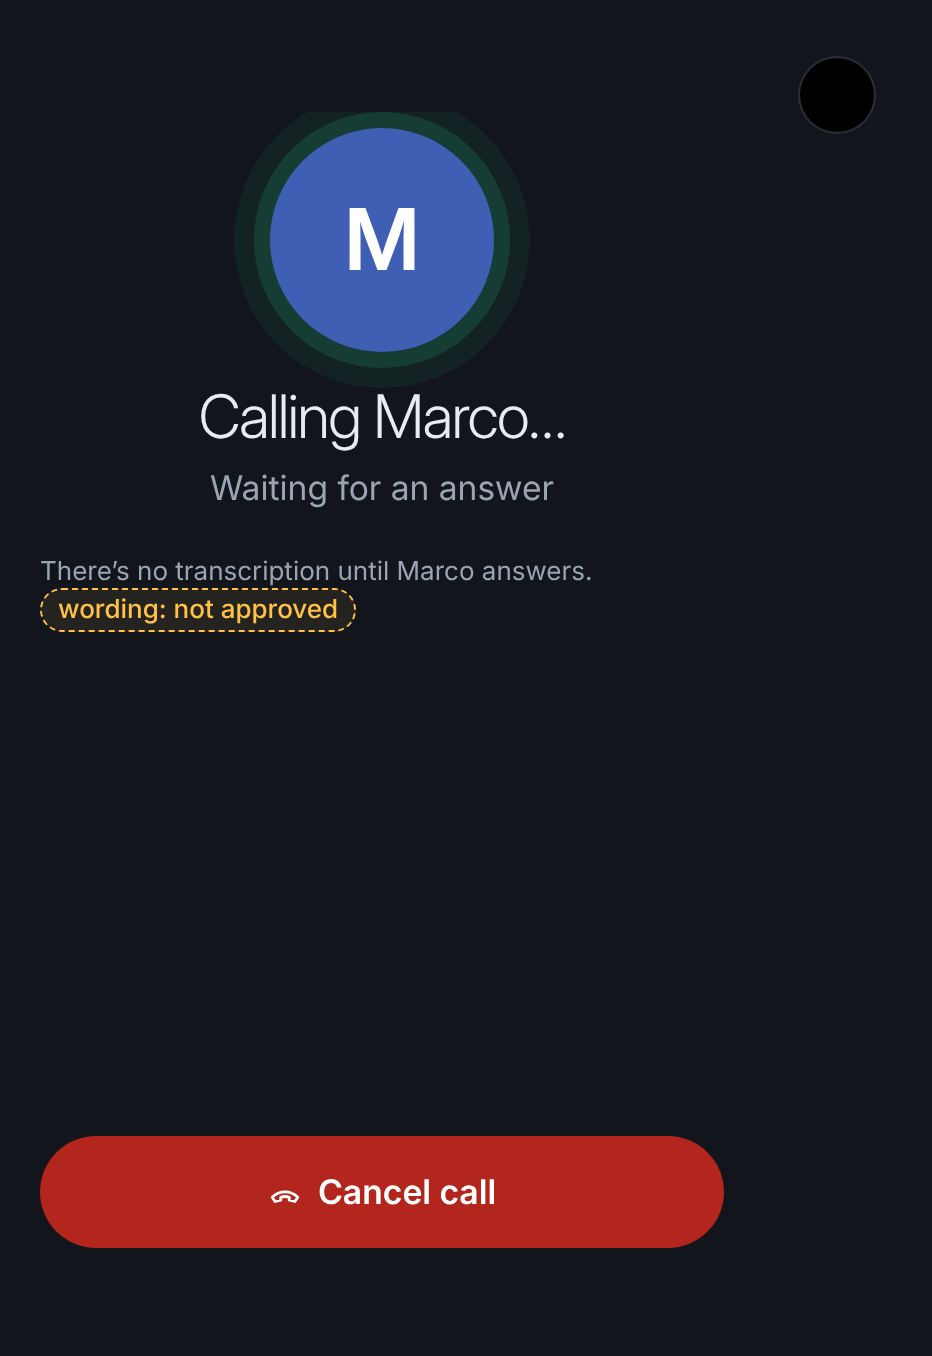 M
Calling Marco...
Waiting for an answer
There’s no transcription until Marco answers.
wording: not approved
Cancel call